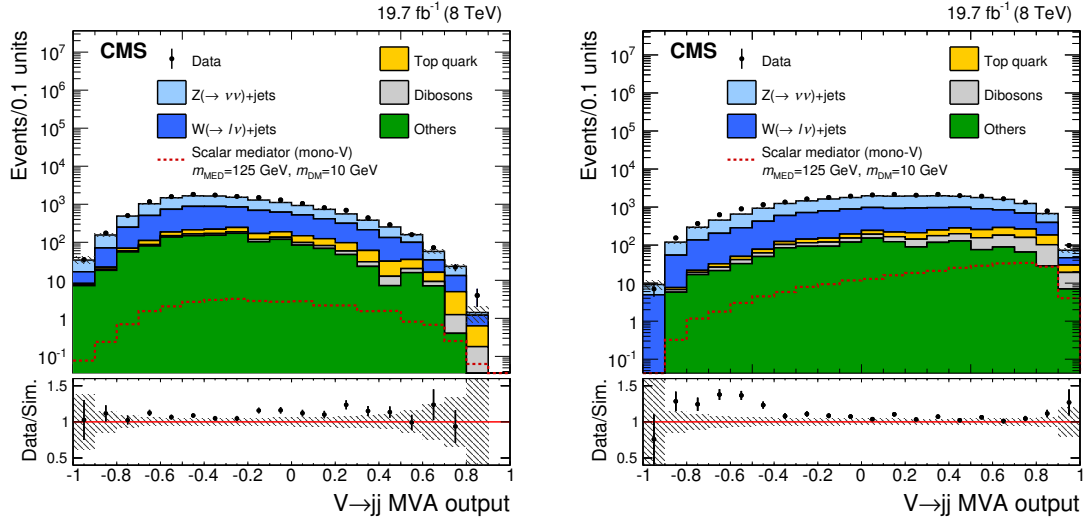 19.7 fb⁻¹ (8 TeV)
CMS
Data
Z(→ νν)+jets
W(→ lν)+jets
Top quark
Dibosons
Others
Scalar mediator (mono-V)
m_MED=125 GeV, m_DM=10 GeV
Events/0.1 units
10⁷
10⁶
10⁵
10⁴
10³
10²
10
1
10⁻¹
Data/Sim.
1.5
1
0.5
-1 -0.8 -0.6 -0.4 -0.2 0 0.2 0.4 0.6 0.8 1
V→jj MVA output
19.7 fb⁻¹ (8 TeV)
CMS
Data
Z(→ νν)+jets
W(→ lν)+jets
Top quark
Dibosons
Others
Scalar mediator (mono-V)
m_MED=125 GeV, m_DM=10 GeV
Events/0.1 units
10⁷
10⁶
10⁵
10⁴
10³
10²
10
1
10⁻¹
Data/Sim.
1.5
1
0.5
-1 -0.8 -0.6 -0.4 -0.2 0 0.2 0.4 0.6 0.8 1
V→jj MVA output